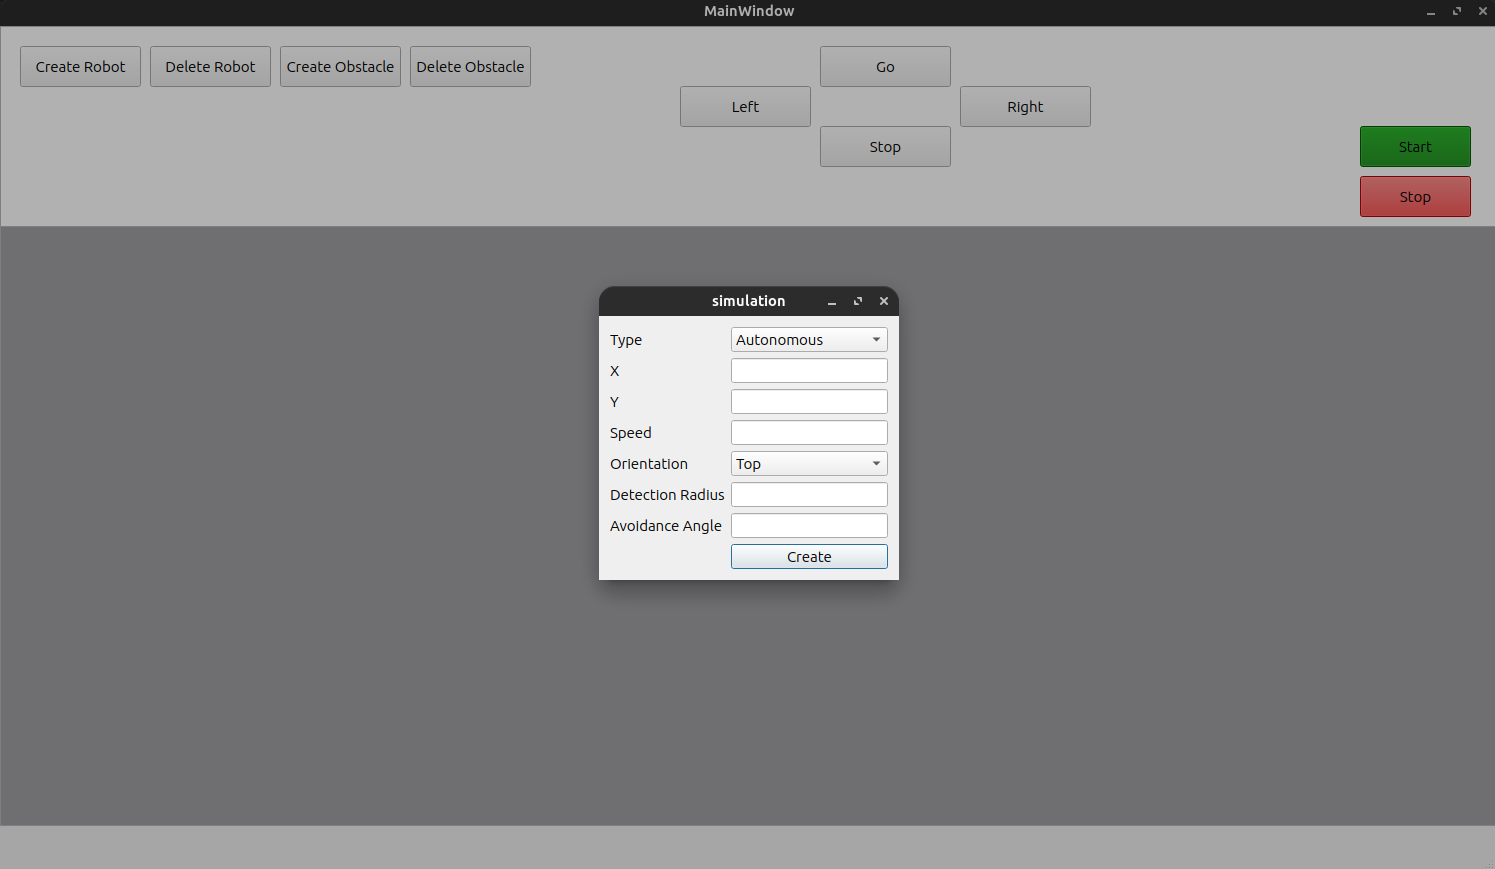 MainWindow
Create Robot
Delete Robot
Create Obstacle
Delete Obstacle
Go
Left
Right
Stop
Start
Stop
simulation
Type Autonomous
X
Y
Speed
Orientation Top
Detection Radius
Avoidance Angle
Create